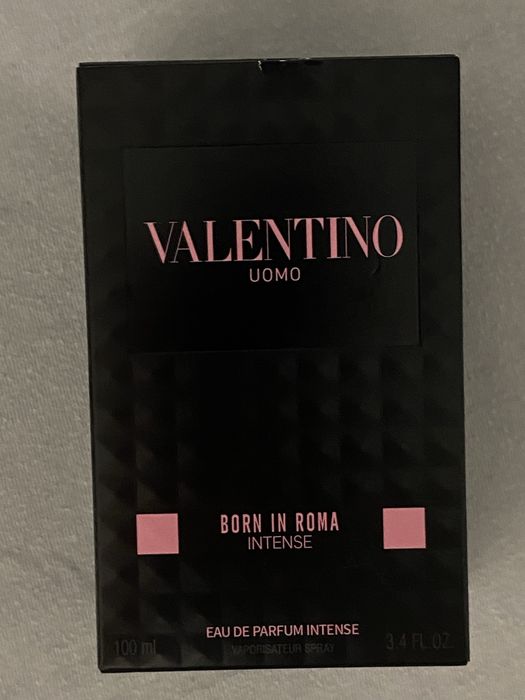 VALENTINO
UOMO
BORN IN ROMA
INTENSE
EAU DE PARFUM INTENSE
100 ml VAPORISATEUR SPRAY 3.4 FL.OZ.